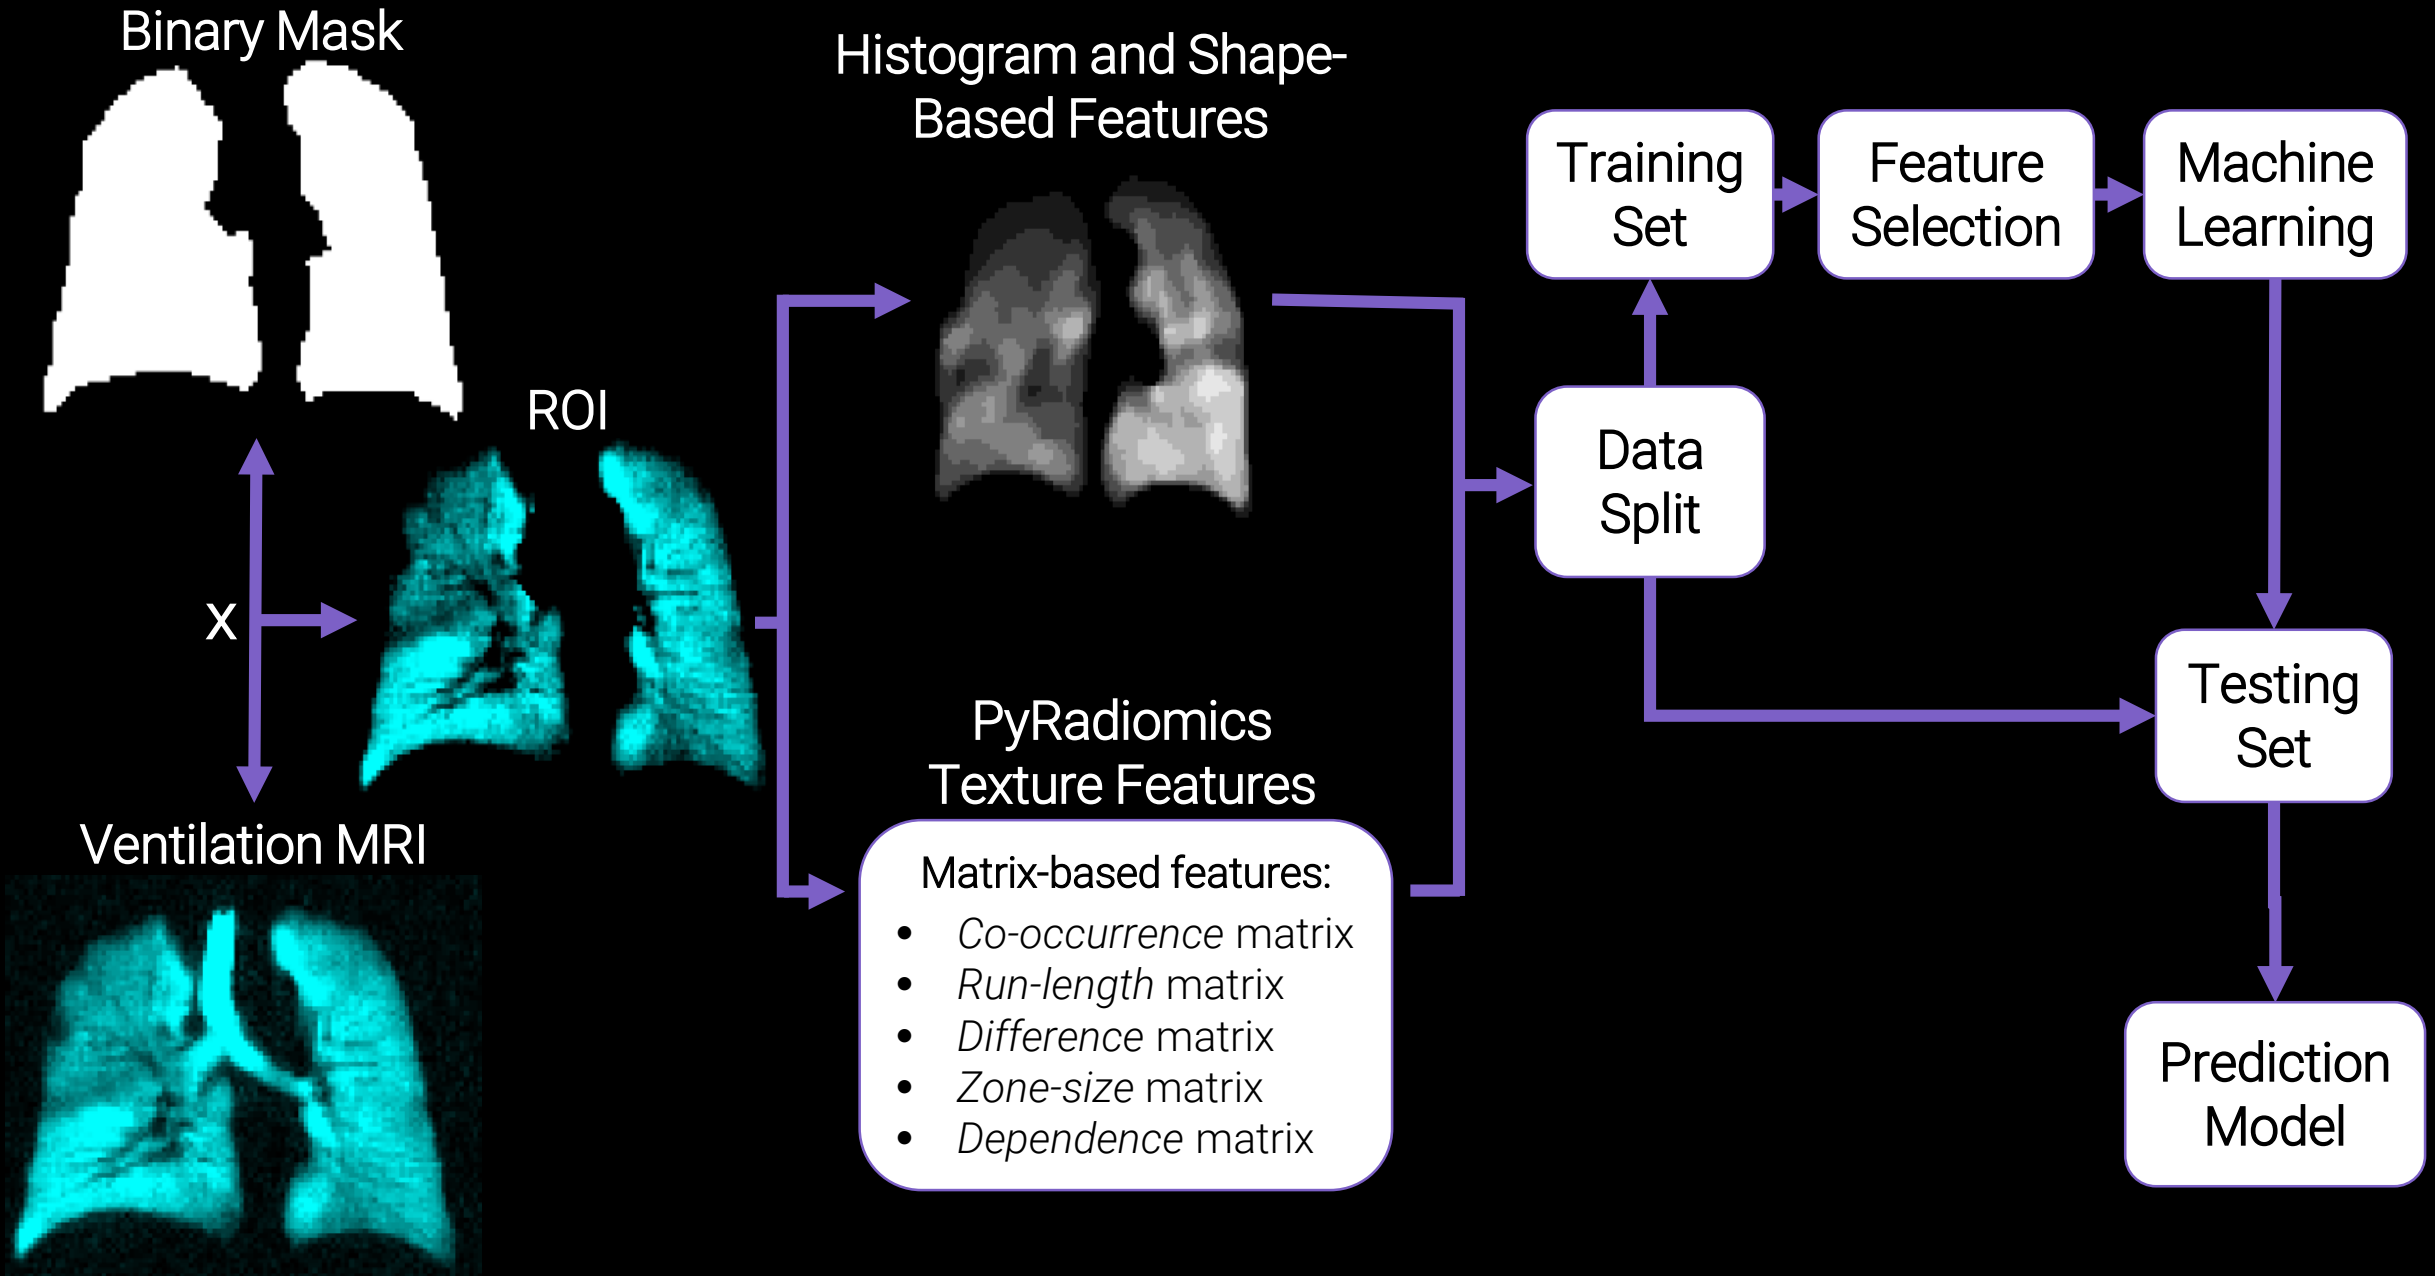 Binary Mask
x
Ventilation MRI
ROI
Histogram and Shape-
Based Features
PyRadiomics
Texture Features
Matrix-based features:
• Co-occurrence matrix
• Run-length matrix
• Difference matrix
• Zone-size matrix
• Dependence matrix
Data
Split
Training
Set
Feature
Selection
Machine
Learning
Testing
Set
Prediction
Model